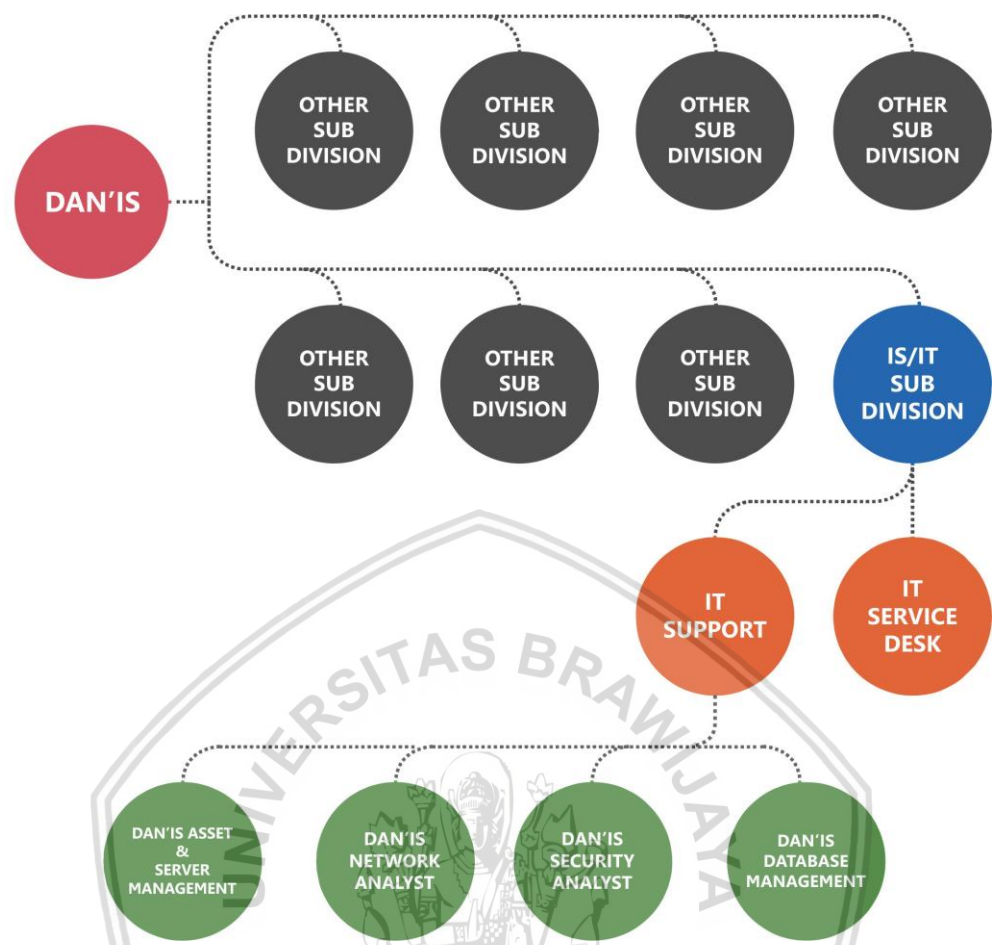 OTHER
SUB
DIVISION
OTHER
SUB
DIVISION
OTHER
SUB
DIVISION
OTHER
SUB
DIVISION
DAN'IS
OTHER
SUB
DIVISION
OTHER
SUB
DIVISION
OTHER
SUB
DIVISION
IS/IT
SUB
DIVISION
IT
SUPPORT
IT
SERVICE
DESK
UNIVERSITAS BRAWIJAYA
DAN'IS ASSET
&
SERVER
MANAGEMENT
DAN'IS
NETWORK
ANALYST
DAN'IS
SECURITY
ANALYST
DAN'IS
DATABASE
MANAGEMENT